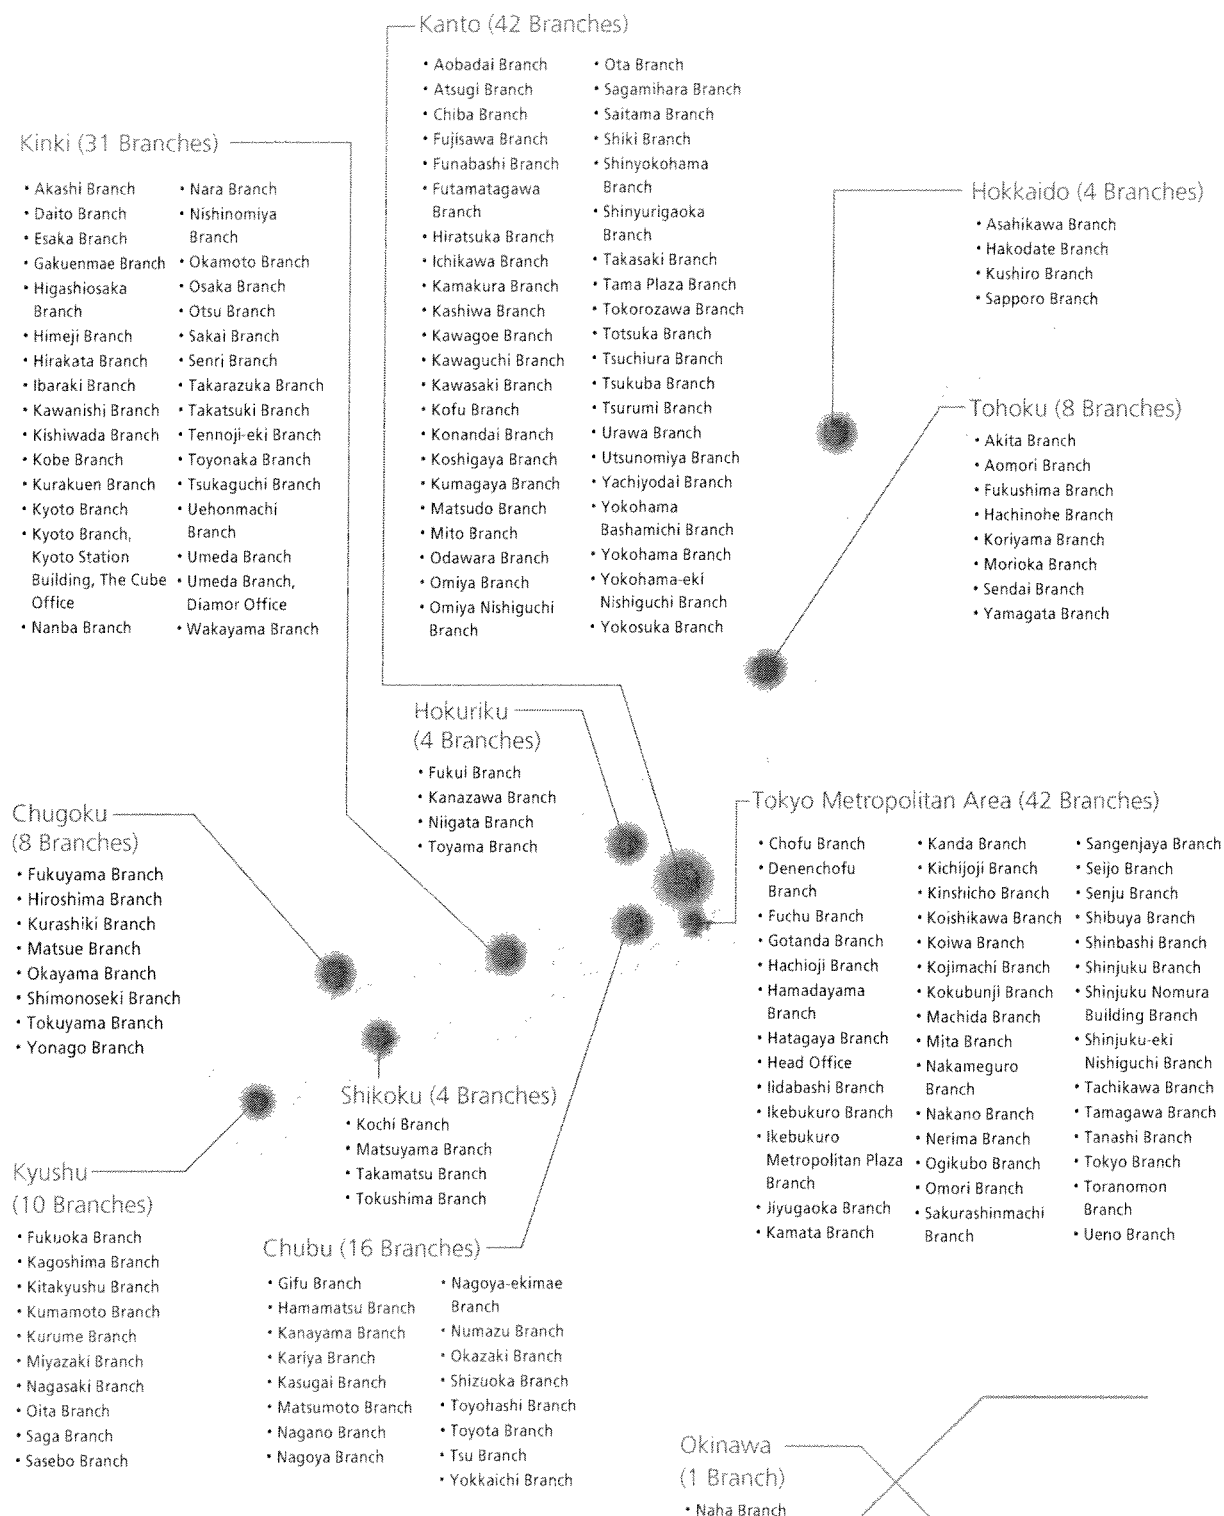 Kanto (42 Branches)
• Aobadai Branch
• Atsugi Branch
• Chiba Branch
• Fujisawa Branch
• Funabashi Branch
• Futamatagawa
Branch
• Hiratsuka Branch
• Ichikawa Branch
• Kamakura Branch
• Kashiwa Branch
• Kawagoe Branch
• Kawaguchi Branch
• Kawasaki Branch
• Kofu Branch
• Konandai Branch
• Koshigaya Branch
• Kumagaya Branch
• Matsudo Branch
• Mito Branch
• Odawara Branch
• Omiya Branch
• Omiya Nishiguchi
Branch
• Ota Branch
• Sagamihara Branch
• Saitama Branch
• Shiki Branch
• Shinyokohama
Branch
• Shinyurigaoka
Branch
• Takasaki Branch
• Tama Plaza Branch
• Tokorozawa Branch
• Totsuka Branch
• Tsuchiura Branch
• Tsukuba Branch
• Tsurumi Branch
• Urawa Branch
• Utsunomiya Branch
• Yachiyodai Branch
• Yokohama
Bashamichi Branch
• Yokohama Branch
• Yokohama-eki
Nishiguchi Branch
• Yokosuka Branch
Kinki (31 Branches)
• Akashi Branch
• Daito Branch
• Esaka Branch
• Gakuenmae Branch
• Higashiosaka
Branch
• Himeji Branch
• Hirakata Branch
• Ibaraki Branch
• Kawanishi Branch
• Kishiwada Branch
• Kobe Branch
• Kurakuen Branch
• Kyoto Branch
• Kyoto Branch,
Kyoto Station
Building, The Cube
Office
• Nanba Branch
• Nara Branch
• Nishinomiya
Branch
• Okamoto Branch
• Osaka Branch
• Otsu Branch
• Sakai Branch
• Senri Branch
• Takarazuka Branch
• Takatsuki Branch
• Tennoji-eki Branch
• Toyonaka Branch
• Tsukaguchi Branch
• Uehonmachi
Branch
• Umeda Branch
• Umeda Branch,
Diamor Office
• Wakayama Branch
Hokkaido (4 Branches)
• Asahikawa Branch
• Hakodate Branch
• Kushiro Branch
• Sapporo Branch
Tohoku (8 Branches)
• Akita Branch
• Aomori Branch
• Fukushima Branch
• Hachinohe Branch
• Koriyama Branch
• Morioka Branch
• Sendai Branch
• Yamagata Branch
Hokuriku
(4 Branches)
• Fukui Branch
• Kanazawa Branch
• Niigata Branch
• Toyama Branch
Tokyo Metropolitan Area (42 Branches)
• Chofu Branch
• Denenchofu
Branch
• Fuchu Branch
• Gotanda Branch
• Hachioji Branch
• Hamadayama
Branch
• Hatagaya Branch
• Head Office
• Iidabashi Branch
• Ikebukuro Branch
• Ikebukuro
Metropolitan Plaza
Branch
• Jiyugaoka Branch
• Kamata Branch
• Kanda Branch
• Kichijoji Branch
• Kinshicho Branch
• Koishikawa Branch
• Koiwa Branch
• Kojimachi Branch
• Kokubunji Branch
• Machida Branch
• Mita Branch
• Nakameguro
Branch
• Nakano Branch
• Nerima Branch
• Ogikubo Branch
• Omori Branch
• Sakurashinmachi
Branch
• Sangenjaya Branch
• Seijo Branch
• Senju Branch
• Shibuya Branch
• Shinbashi Branch
• Shinjuku Branch
• Shinjuku Nomura
Building Branch
• Shinjuku-eki
Nishiguchi Branch
• Tachikawa Branch
• Tamagawa Branch
• Tanashi Branch
• Tokyo Branch
• Toranomon
Branch
• Ueno Branch
Chugoku
(8 Branches)
• Fukuyama Branch
• Hiroshima Branch
• Kurashiki Branch
• Matsue Branch
• Okayama Branch
• Shimonoseki Branch
• Tokuyama Branch
• Yonago Branch
Shikoku (4 Branches)
• Kochi Branch
• Matsuyama Branch
• Takamatsu Branch
• Tokushima Branch
Kyushu
(10 Branches)
• Fukuoka Branch
• Kagoshima Branch
• Kitakyushu Branch
• Kumamoto Branch
• Kurume Branch
• Miyazaki Branch
• Nagasaki Branch
• Oita Branch
• Saga Branch
• Sasebo Branch
Chubu (16 Branches)
• Gifu Branch
• Hamamatsu Branch
• Kanayama Branch
• Kariya Branch
• Kasugai Branch
• Matsumoto Branch
• Nagano Branch
• Nagoya Branch
• Nagoya-ekimae
Branch
• Numazu Branch
• Okazaki Branch
• Shizuoka Branch
• Toyohashi Branch
• Toyota Branch
• Tsu Branch
• Yokkaichi Branch
Okinawa
(1 Branch)
• Naha Branch